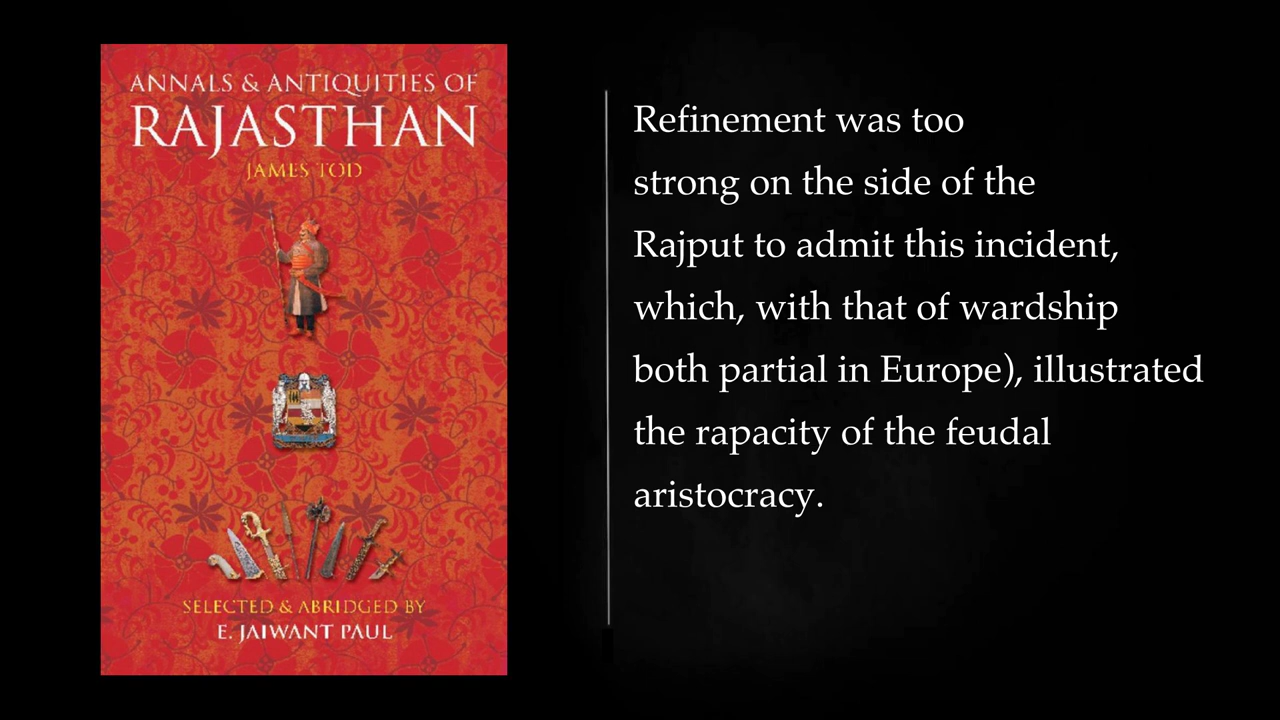 ANNALS & ANTIQUITIES OF
RAJASTHAN
JAMES TOD
SELECTED & ABRIDGED BY
E. JAIWANT PAUL
Refinement was too
strong on the side of the
Rajput to admit this incident,
which, with that of wardship
both partial in Europe), illustrated
the rapacity of the feudal
aristocracy.